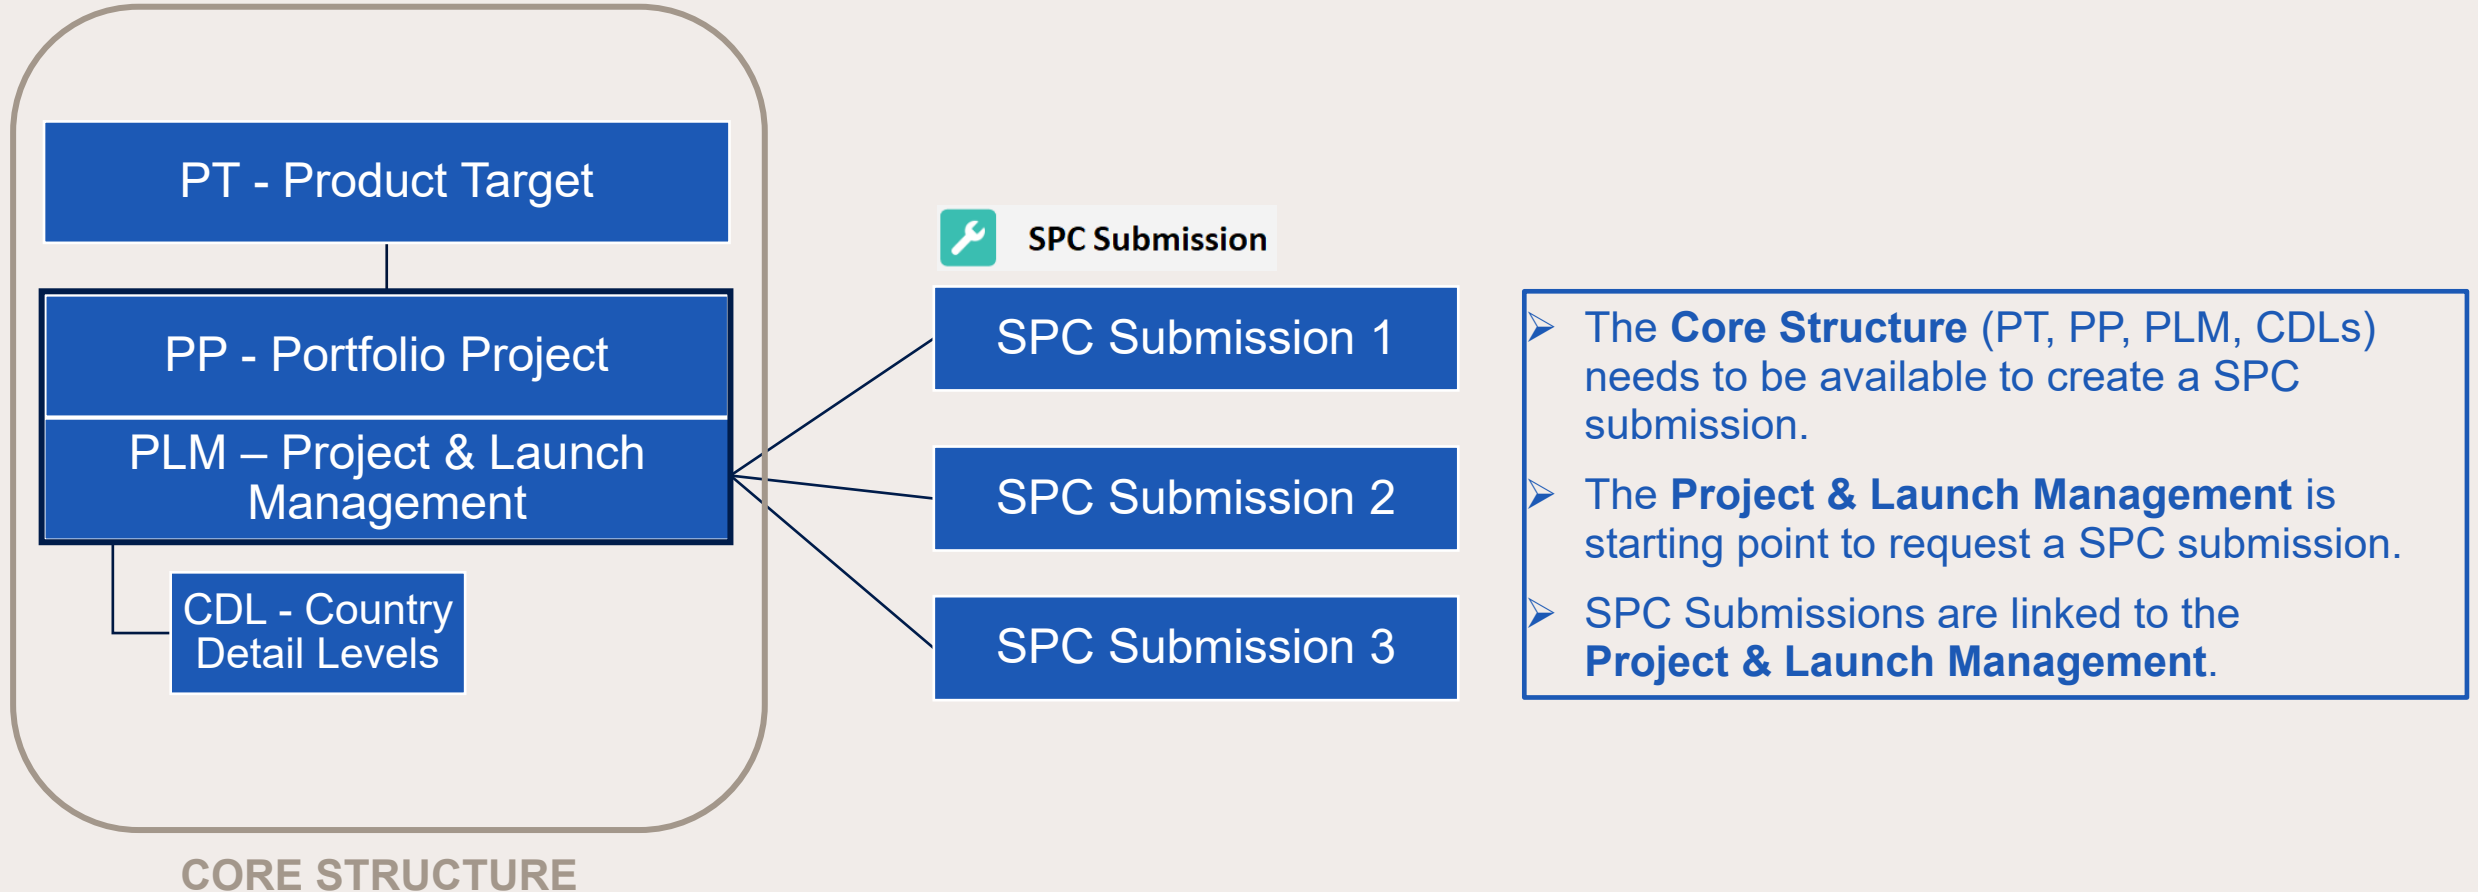 PT - Product Target
PP - Portfolio Project
PLM – Project & Launch
Management
CDL - Country
Detail Levels
CORE STRUCTURE
SPC Submission
SPC Submission 1
SPC Submission 2
SPC Submission 3
➢ The Core Structure (PT, PP, PLM, CDLs)
needs to be available to create a SPC
submission.
➢ The Project & Launch Management is
starting point to request a SPC submission.
➢ SPC Submissions are linked to the
Project & Launch Management.